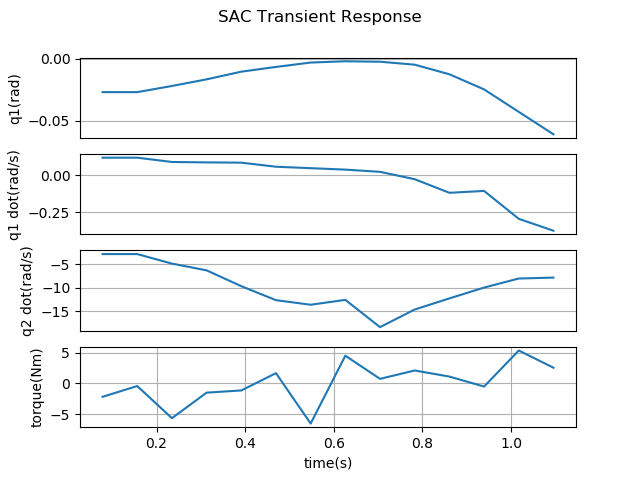 SAC Transient Response
q1(rad)
0.00
−0.05
q1 dot(rad/s)
0.00
−0.25
q2 dot(rad/s)
−5
−10
−15
torque(Nm)
5
0
−5
0.2 0.4 0.6 0.8 1.0
time(s)